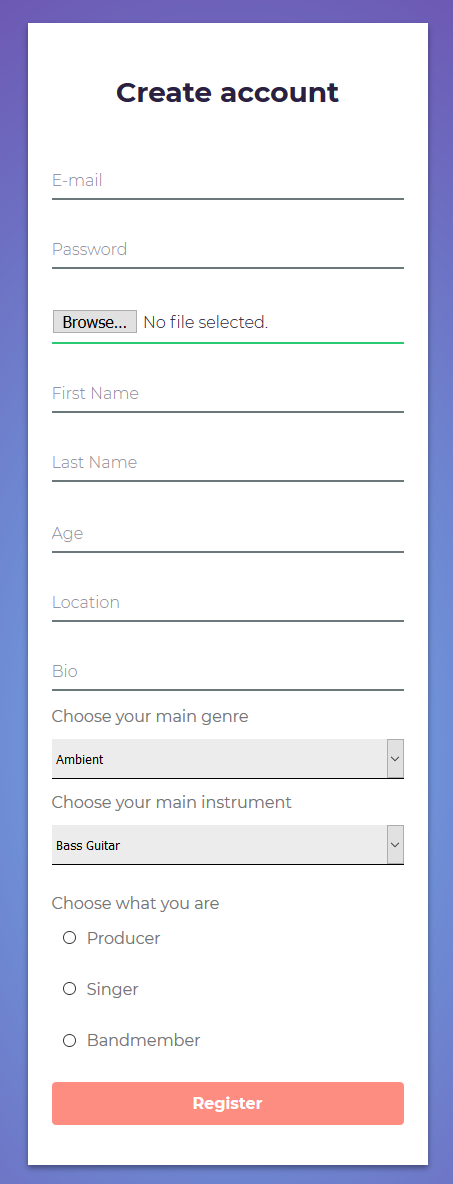 Create account
E-mail
Password
Browse... No file selected.
First Name
Last Name
Age
Location
Bio
Choose your main genre
Ambient
Choose your main instrument
Bass Guitar
Choose what you are
Producer
Singer
Bandmember
Register